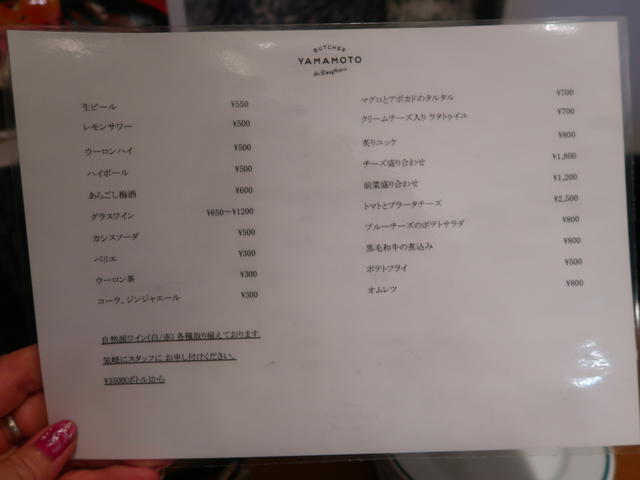 BUTCHER
YAMAMOTO
生ビール ¥550
レモンサワー ¥500
ウーロンハイ ¥500
ハイボール ¥500
あらごし梅酒 ¥600
グラスワイン ¥650~¥1200
カシスソーダ ¥500
ペリエ ¥300
ウーロン茶 ¥300
コーラ、ジンジャエール ¥300
自然派ワイン(白/赤) 各種取り揃えております。
気軽にスタッフに お申し付けください。
¥3500(ボトル)から
マグロとアボカドのタルタル ¥700
クリームチーズ入り ラタトゥイユ ¥700
炙りユッケ ¥800
チーズ盛り合わせ ¥1,800
前菜盛り合わせ ¥1,200
トマトとブラータチーズ ¥2,500
ブルーチーズのポテトサラダ ¥800
黒毛和牛の煮込み ¥800
ポテトフライ ¥500
オムレツ ¥800